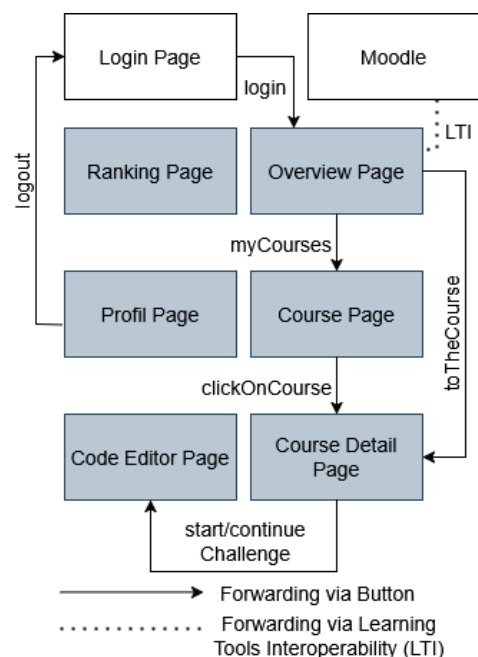 Login Page
Moodle
login
LTI
Ranking Page
Overview Page
logout
myCourses
toTheCourse
Profil Page
Course Page
clickOnCourse
Code Editor Page
Course Detail
Page
start/continue
Challenge
Forwarding via Button
Forwarding via Learning
Tools Interoperability (LTI)